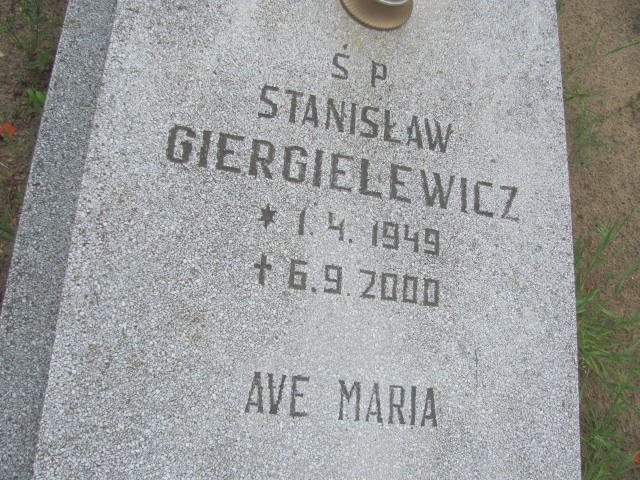 Ś P
STANISŁAW
GIERGIELEWICZ
* 1. 4. 1949
† 6.9.2000
AVE MARIA